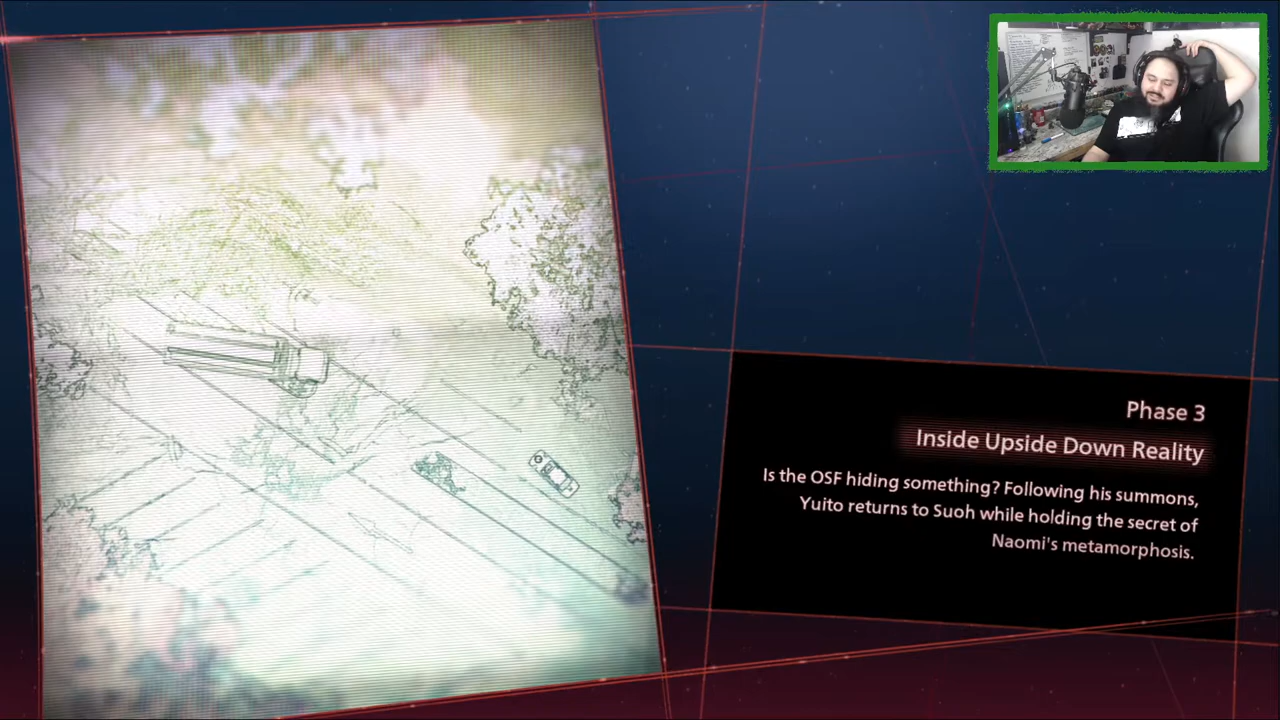 Phase 3
Inside Upside Down Reality
Is the OSF hiding something? Following his summons,
Yuito returns to Suoh while holding the secret of
Naomi's metamorphosis.